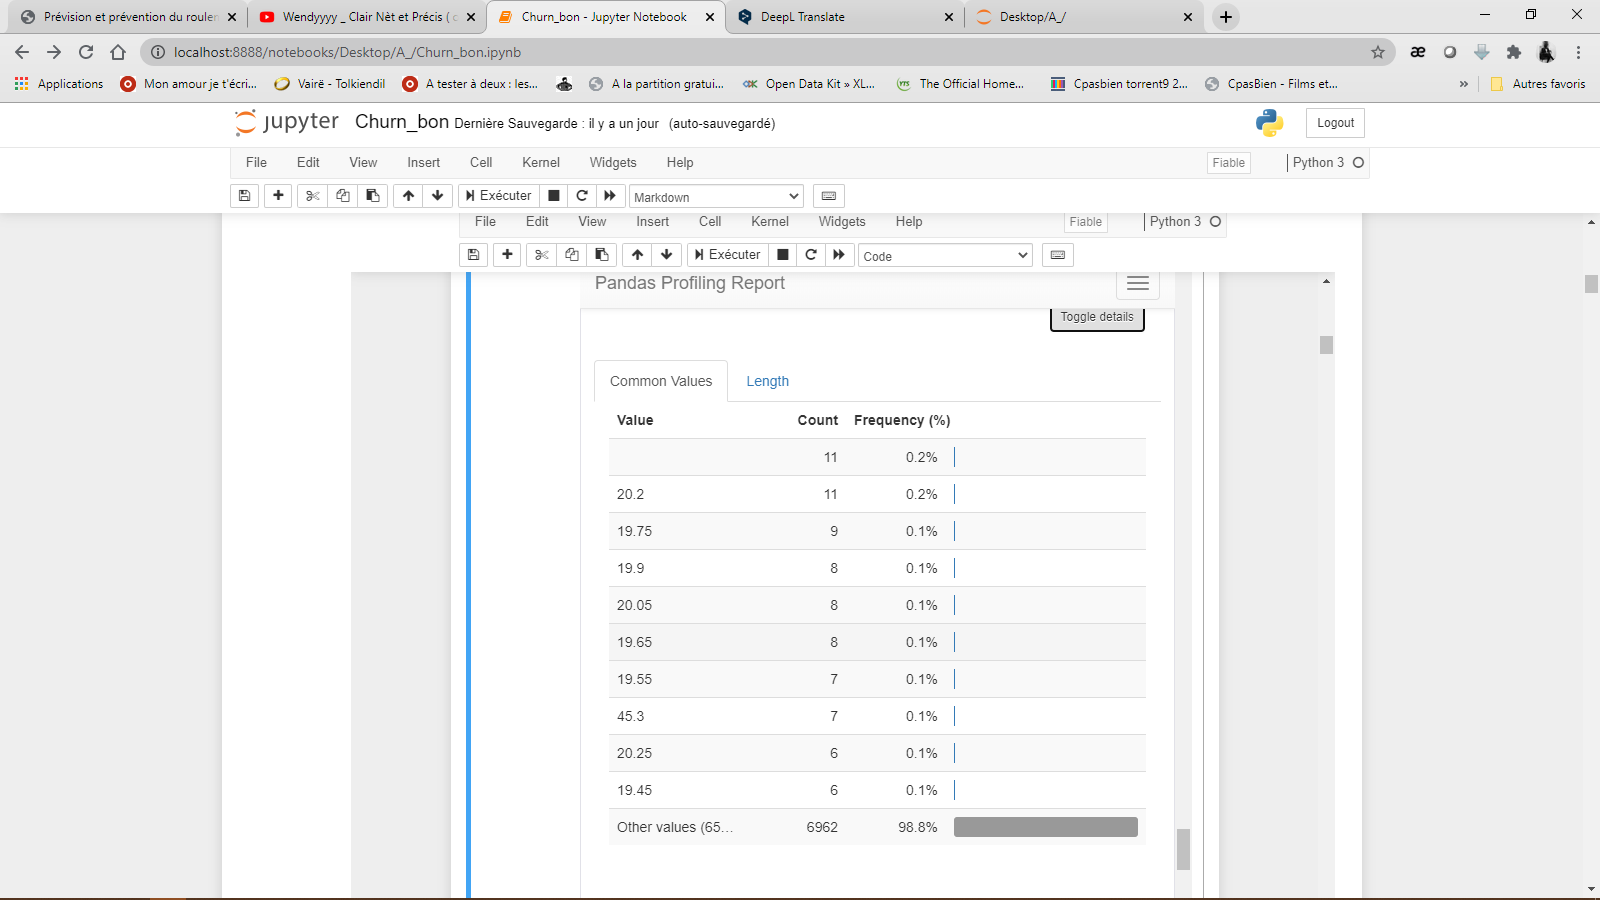 Prévision et prévention du rouler
Wendyyyy _ Clair Nèt et Précis ( c
Churn_bon - Jupyter Notebook
DeepL Translate
Desktop/A_/
localhost:8888/notebooks/Desktop/A_/Churn_bon.ipynb
Applications
Mon amour je t'écri...
Vairë - Tolkiendil
A tester à deux : les...
A la partition gratui...
Open Data Kit » XL...
The Official Home...
Cpasbien torrent9 2...
CpasBien - Films et...
»
Autres favoris
jupyter Churn_bon Dernière Sauvegarde : il y a un jour (auto-sauvegardé)
Logout
File Edit View Insert Cell Kernel Widgets Help
Fiable
Python 3
Exécuter
Markdown
File Edit View Insert Cell Kernel Widgets Help
Fiable
Python 3
Exécuter
Code
Pandas Profiling Report
Toggle details
Common Values Length
Value Count Frequency (%)
11 0.2%
20.2 11 0.2%
19.75 9 0.1%
19.9 8 0.1%
20.05 8 0.1%
19.65 8 0.1%
19.55 7 0.1%
45.3 7 0.1%
20.25 6 0.1%
19.45 6 0.1%
Other values (65... 6962 98.8%